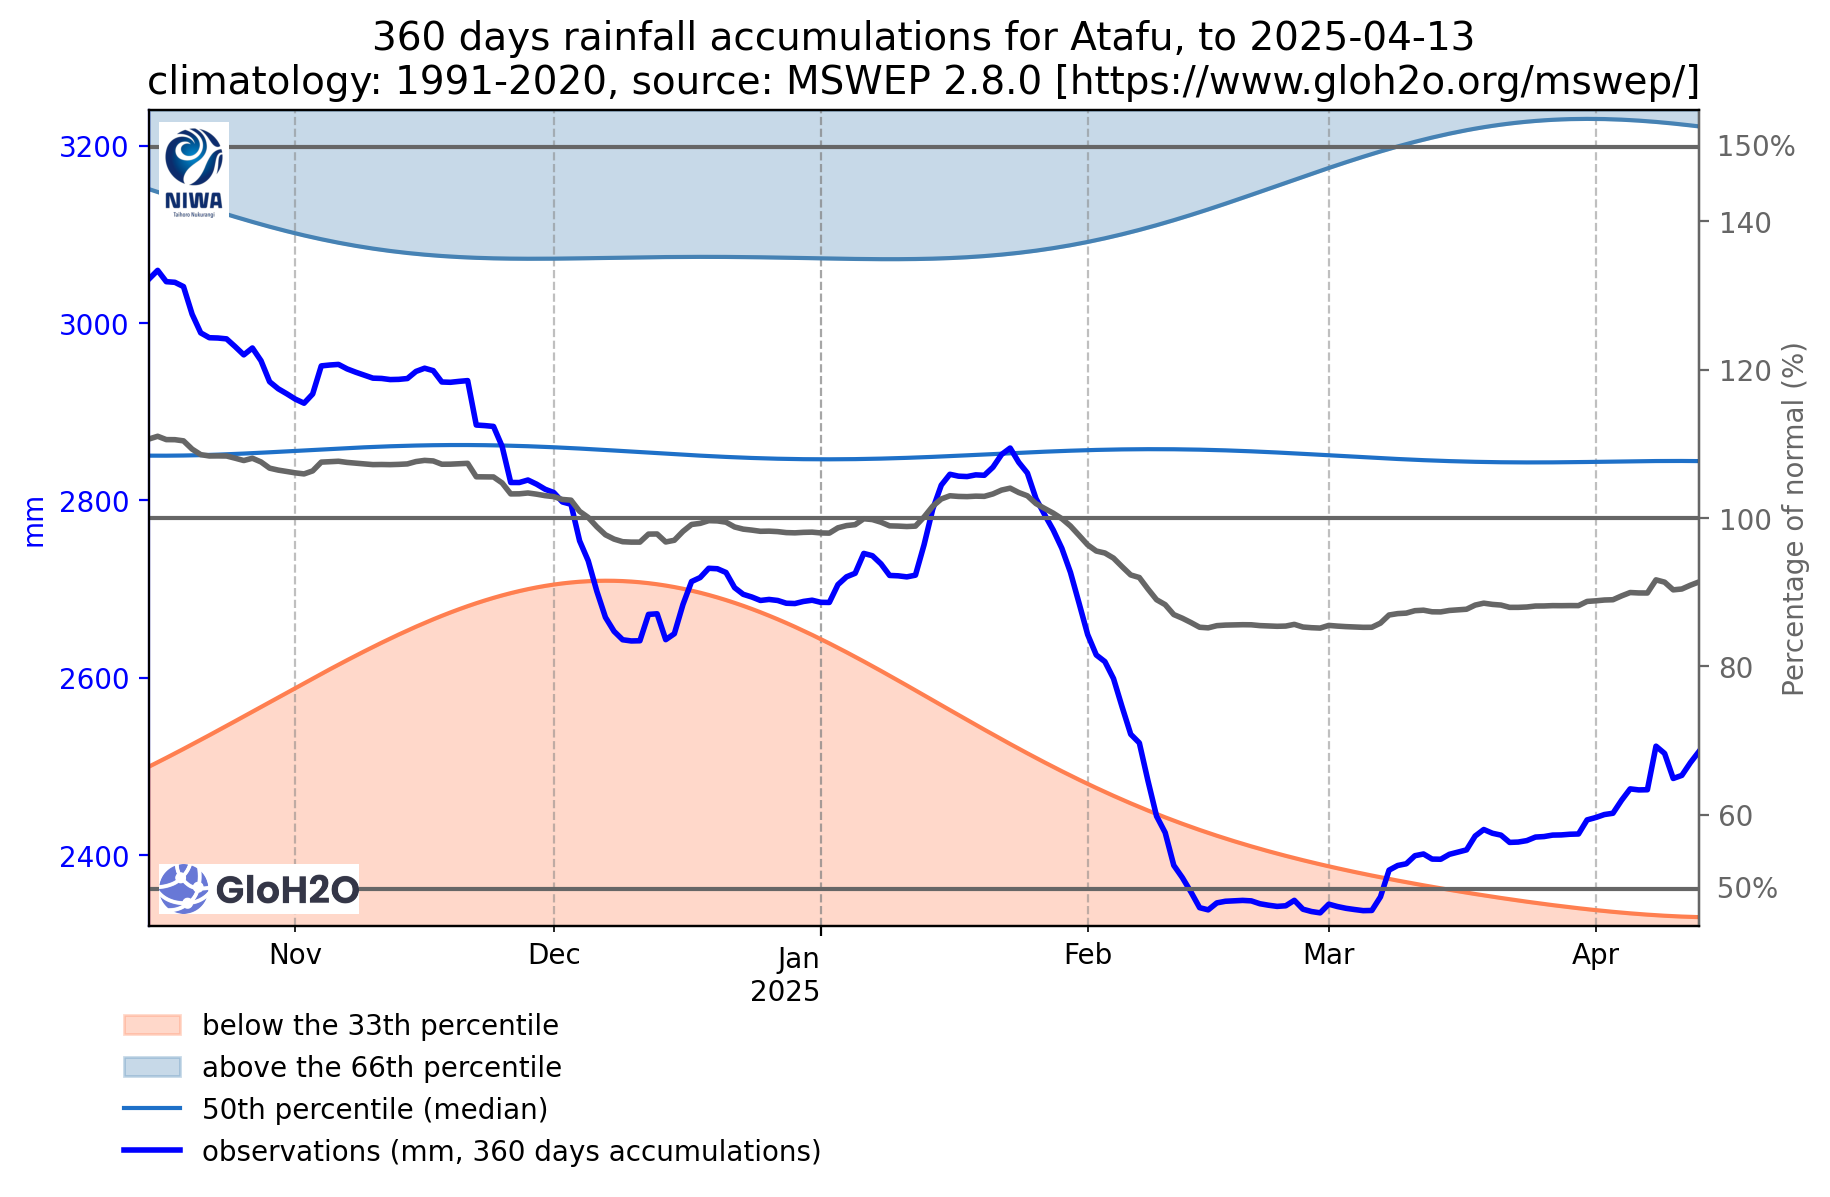 360 days rainfall accumulations for Atafu, to 2025-04-13
climatology: 1991-2020, source: MSWEP 2.8.0 [https://www.gloh2o.org/mswep/]
3200
3000
2800
2600
2400
mm
NIWA
Taihoro Nukurangi
GloH2O
150%
140
120
100
80
60
50%
Percentage of normal (%)
Nov
Dec
Jan
2025
Feb
Mar
Apr
below the 33th percentile
above the 66th percentile
50th percentile (median)
observations (mm, 360 days accumulations)